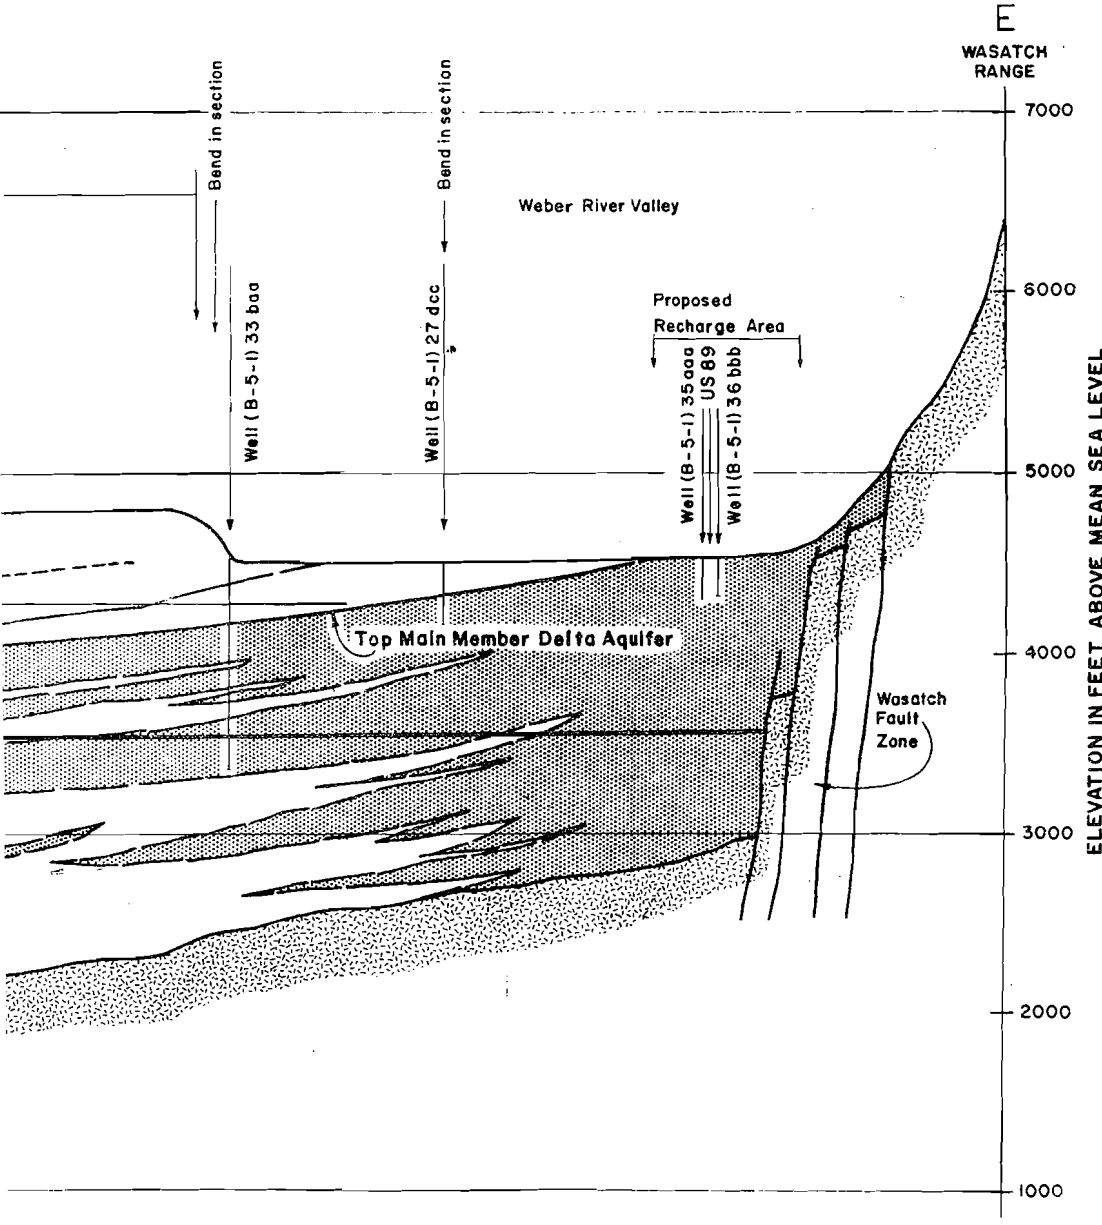 E
WASATCH
RANGE
7000
Bend in section
Bend in section
Weber River Valley
6000
Proposed
Recharge Area
Well (B-5-1) 33 baa
Well (B-5-1) 27 dcc
Well (B-5-1) 35 aaa
US 89
Well (B-5-1) 36 bbb
5000
Top Main Member Delta Aquifer
4000
Wasatch
Fault
Zone
3000
2000
1000
ELEVATION IN FEET ABOVE MEAN SEA LEVEL